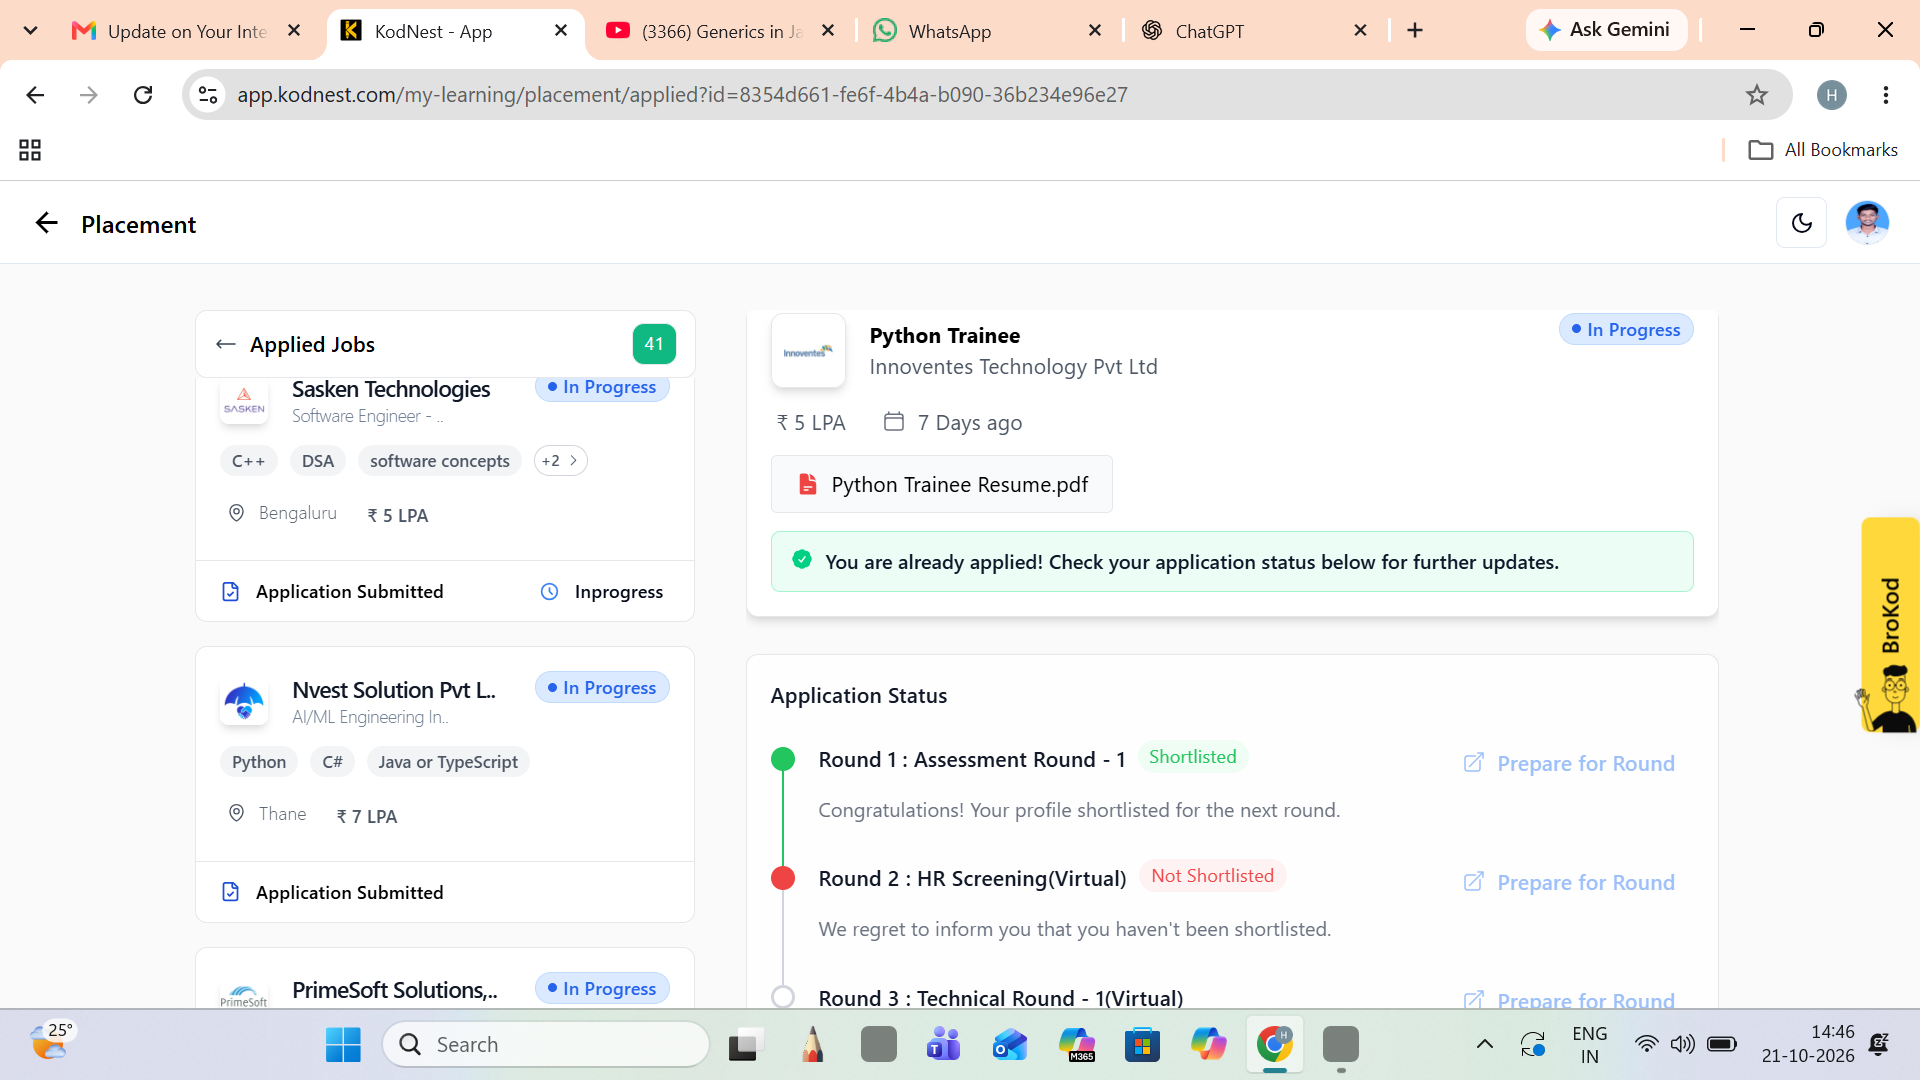 Update on Your Inte
KodNest - App
(3366) Generics in Ja
WhatsApp
ChatGPT
Ask Gemini
app.kodnest.com/my-learning/placement/applied?id=8354d661-fe6f-4b4a-b090-36b234e96e27
H
All Bookmarks
Placement
Applied Jobs
41
SASKEN
Sasken Technologies
In Progress
Software Engineer - ..
C++
DSA
software concepts
+2
Bengaluru
₹ 5 LPA
Application Submitted
Inprogress
Nvest Solution Pvt L..
In Progress
AI/ML Engineering In..
Python
C#
Java or TypeScript
Thane
₹ 7 LPA
Application Submitted
PrimeSoft
PrimeSoft Solutions,..
In Progress
Innoventes
Python Trainee
In Progress
Innoventes Technology Pvt Ltd
₹ 5 LPA
7 Days ago
Python Trainee Resume.pdf
You are already applied! Check your application status below for further updates.
Application Status
Round 1 : Assessment Round - 1
Shortlisted
Prepare for Round
Congratulations! Your profile shortlisted for the next round.
Round 2 : HR Screening(Virtual)
Not Shortlisted
Prepare for Round
We regret to inform you that you haven't been shortlisted.
Round 3 : Technical Round - 1(Virtual)
Prepare for Round
BroKod
25°
Search
M365
H
ENG
IN
14:46
21-10-2026